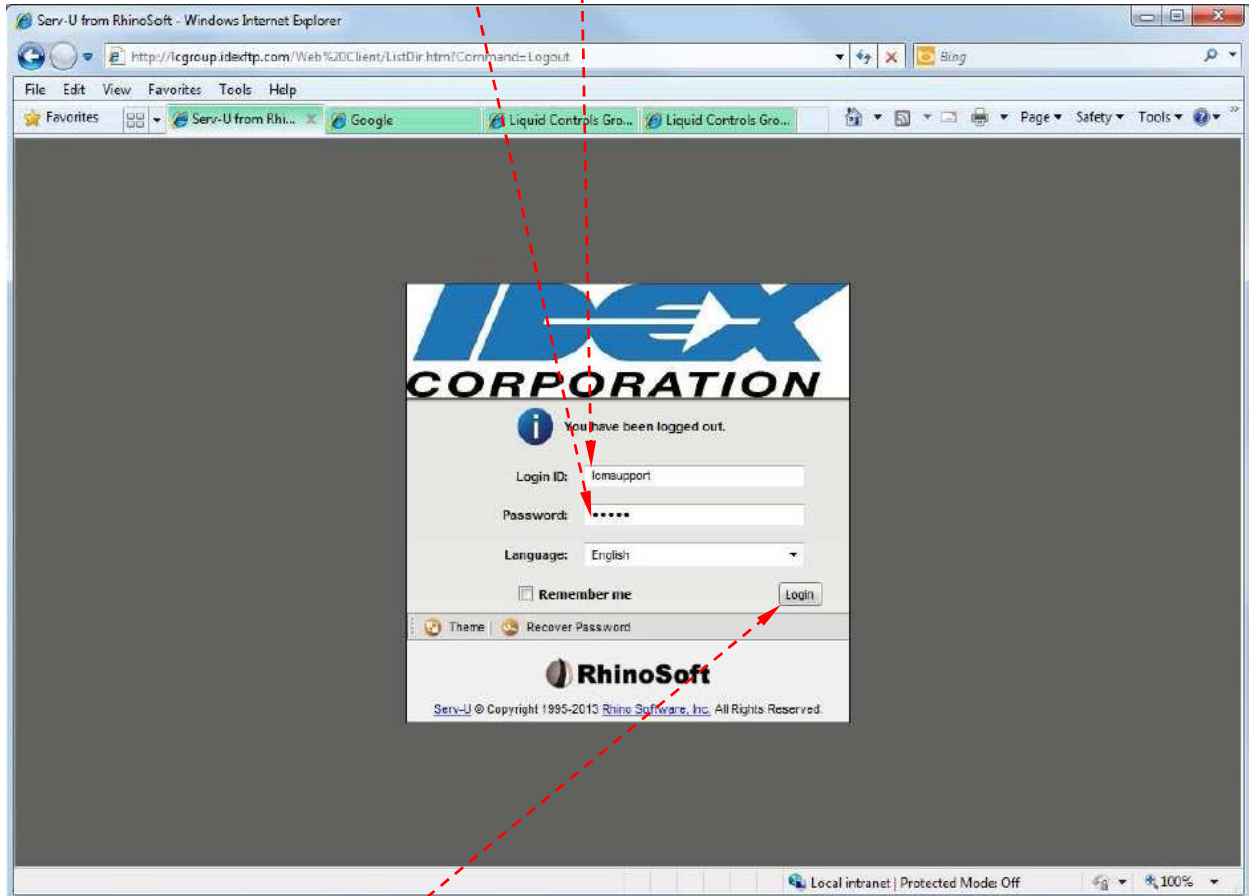 Serv-U from RhinoSoft - Windows Internet Explorer
http://lcgroup.idexftp.com/Web%20Client/ListDir.htm?Command=Logout
Bing
File Edit View Favorites Tools Help
Favorites Serv-U from Rhi... Google Liquid Controls Gro... Liquid Controls Gro... Page Safety Tools
IDEX
CORPORATION
You have been logged out.
Login ID: lcmsupport
Password: •••••
Language: English
Remember me Login
Theme Recover Password
RhinoSoft
Serv-U © Copyright 1995-2013 Rhino Software, Inc. All Rights Reserved.
Local intranet | Protected Mode: Off 100%